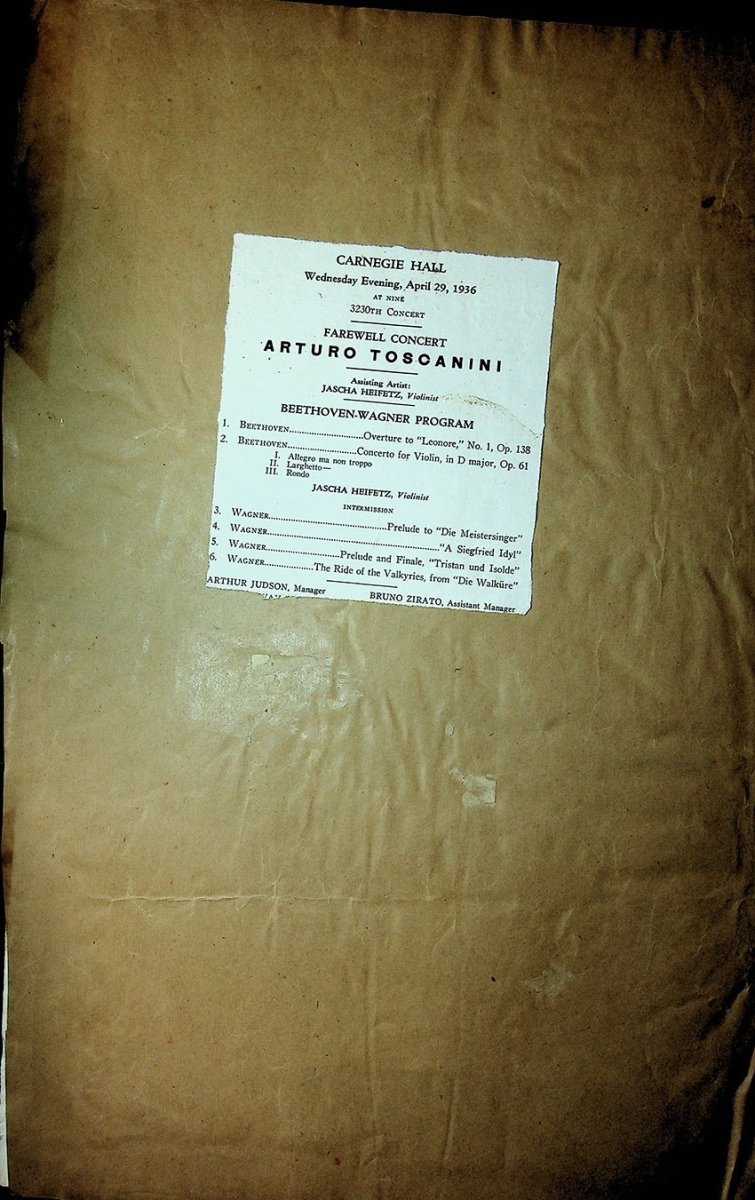 CARNEGIE HALL
Wednesday Evening, April 29, 1936
AT NINE
3230TH CONCERT
FAREWELL CONCERT
ARTURO TOSCANINI
Assisting Artist:
JASCHA HEIFETZ, Violinist
BEETHOVEN-WAGNER PROGRAM
1. BEETHOVEN..............................Overture to "Leonore," No. 1, Op. 138
2. BEETHOVEN............................Concerto for Violin, in D major, Op. 61
I. Allegro ma non troppo
II. Larghetto—
III. Rondo
JASCHA HEIFETZ, Violinist
INTERMISSION
3. WAGNER................................................Prelude to "Die Meistersinger"
4. WAGNER......................................................................"A Siegfried Idyl"
5. WAGNER..............................Prelude and Finale, "Tristan und Isolde"
6. WAGNER....................The Ride of the Valkyries, from "Die Walküre"
ARTHUR JUDSON, Manager BRUNO ZIRATO, Assistant Manager